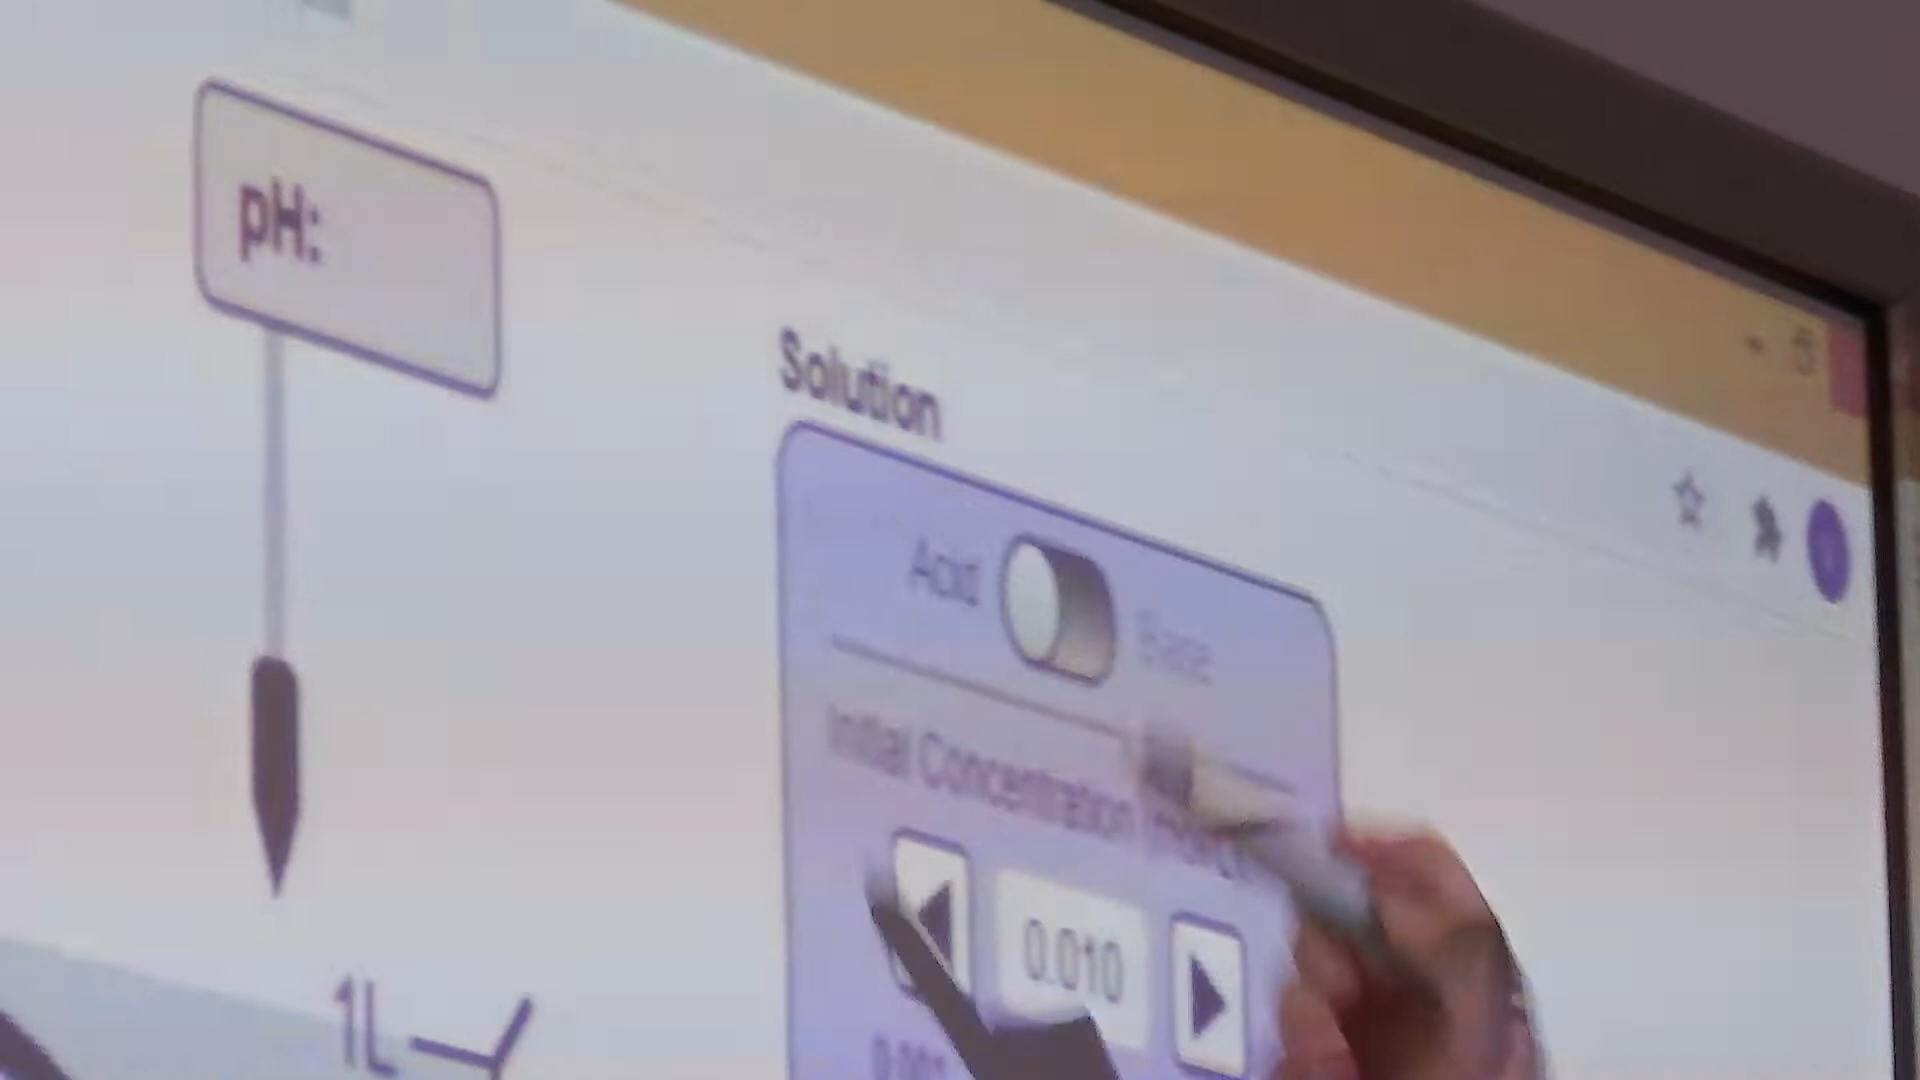 pH:
Solution
Acid
Base
Initial Concentration
0.010
1L